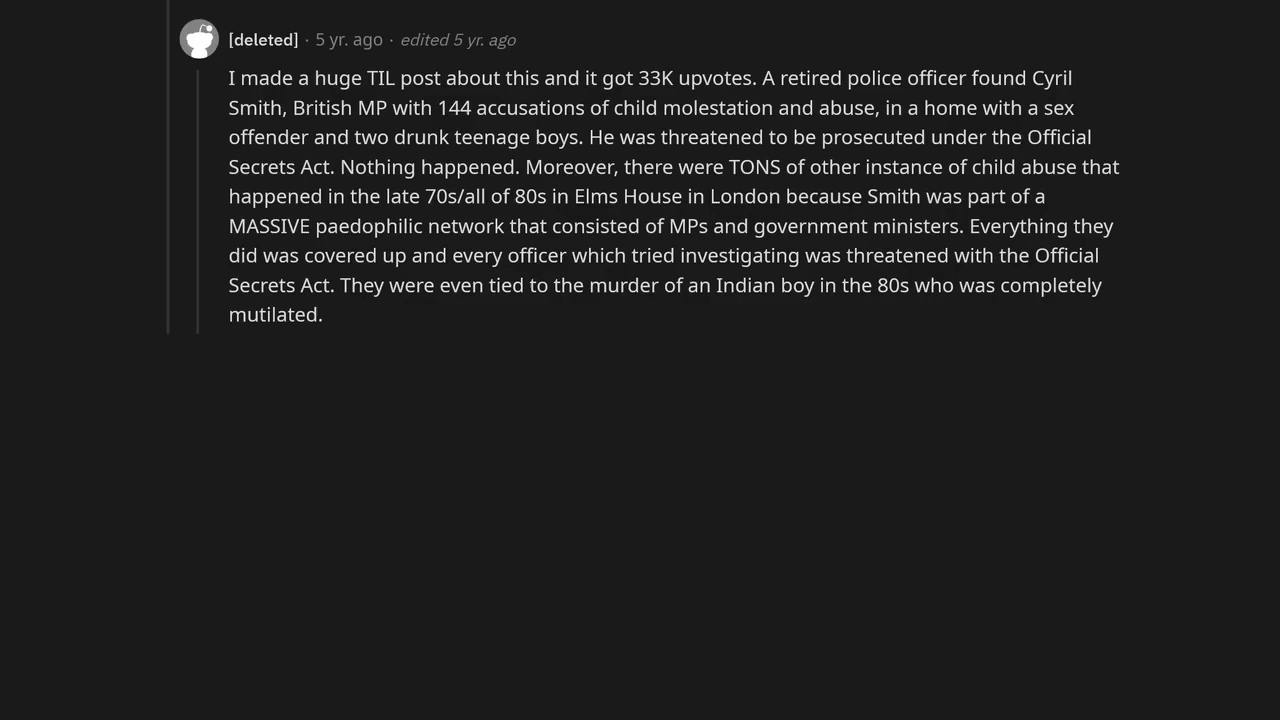 [deleted] · 5 yr. ago · edited 5 yr. ago
I made a huge TIL post about this and it got 33K upvotes. A retired police officer found Cyril
Smith, British MP with 144 accusations of child molestation and abuse, in a home with a sex
offender and two drunk teenage boys. He was threatened to be prosecuted under the Official
Secrets Act. Nothing happened. Moreover, there were TONS of other instance of child abuse that
happened in the late 70s/all of 80s in Elms House in London because Smith was part of a
MASSIVE paedophilic network that consisted of MPs and government ministers. Everything they
did was covered up and every officer which tried investigating was threatened with the Official
Secrets Act. They were even tied to the murder of an Indian boy in the 80s who was completely
mutilated.